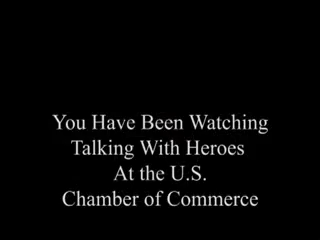 You Have Been Watching
Talking With Heroes
At the U.S.
Chamber of Commerce